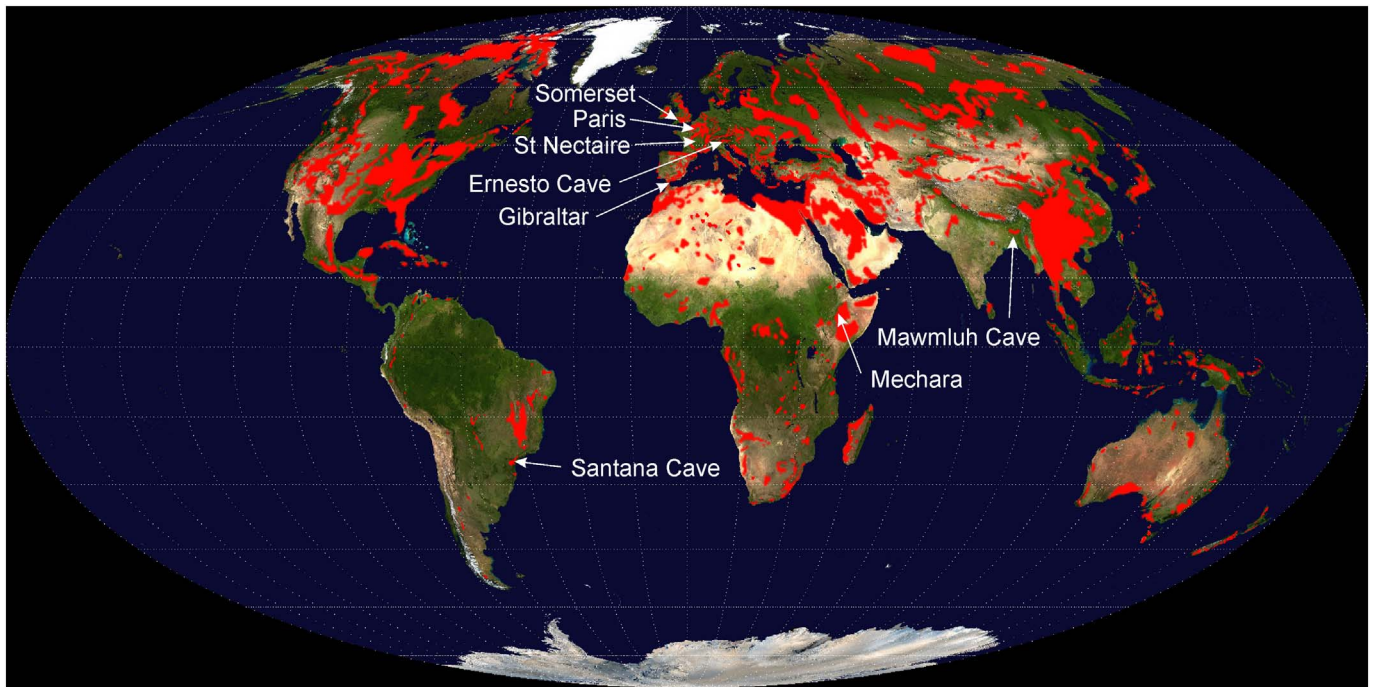 Somerset
Paris
St Nectaire
Ernesto Cave
Gibraltar
Mawmluh Cave
Mechara
Santana Cave